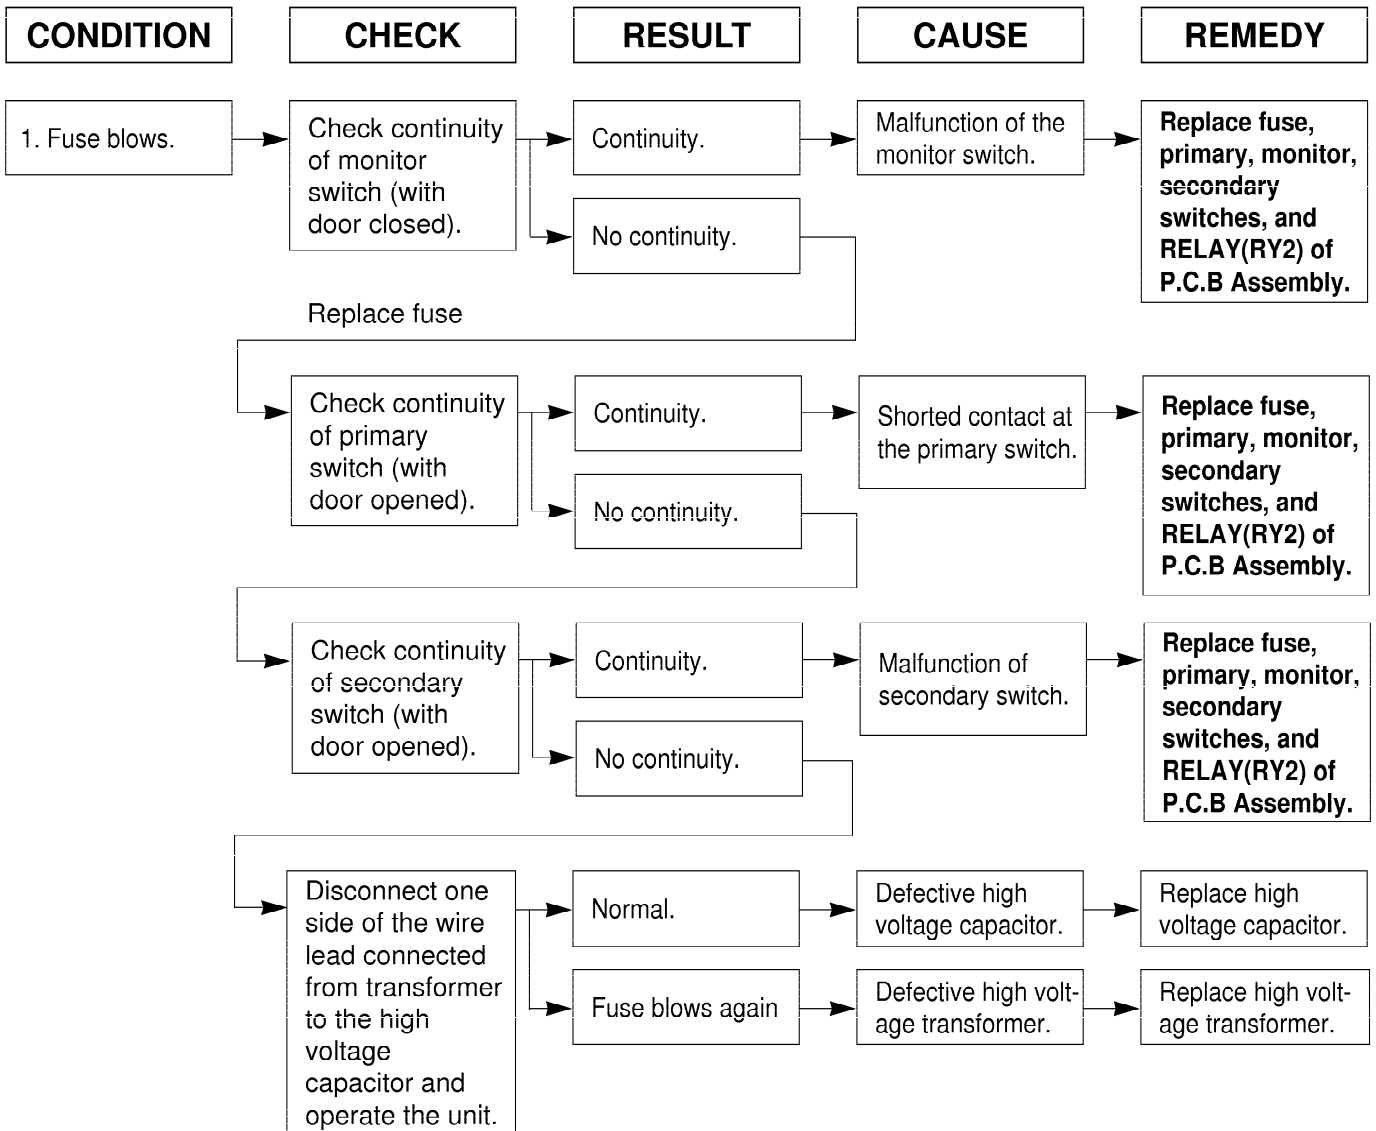 CONDITION
CHECK
RESULT
CAUSE
REMEDY
1. Fuse blows.
Check continuity
of monitor
switch (with
door closed).
Continuity.
Malfunction of the
monitor switch.
Replace fuse,
primary, monitor,
secondary
switches, and
RELAY(RY2) of
P.C.B Assembly.
No continuity.
Replace fuse
Check continuity
of primary
switch (with
door opened).
Continuity.
Shorted contact at
the primary switch.
Replace fuse,
primary, monitor,
secondary
switches, and
RELAY(RY2) of
P.C.B Assembly.
No continuity.
Check continuity
of secondary
switch (with
door opened).
Continuity.
Malfunction of
secondary switch.
Replace fuse,
primary, monitor,
secondary
switches, and
RELAY(RY2) of
P.C.B Assembly.
No continuity.
Disconnect one
side of the wire
lead connected
from transformer
to the high
voltage
capacitor and
operate the unit.
Normal.
Defective high
voltage capacitor.
Replace high
voltage capacitor.
Fuse blows again
Defective high volt-
age transformer.
Replace high volt-
age transformer.